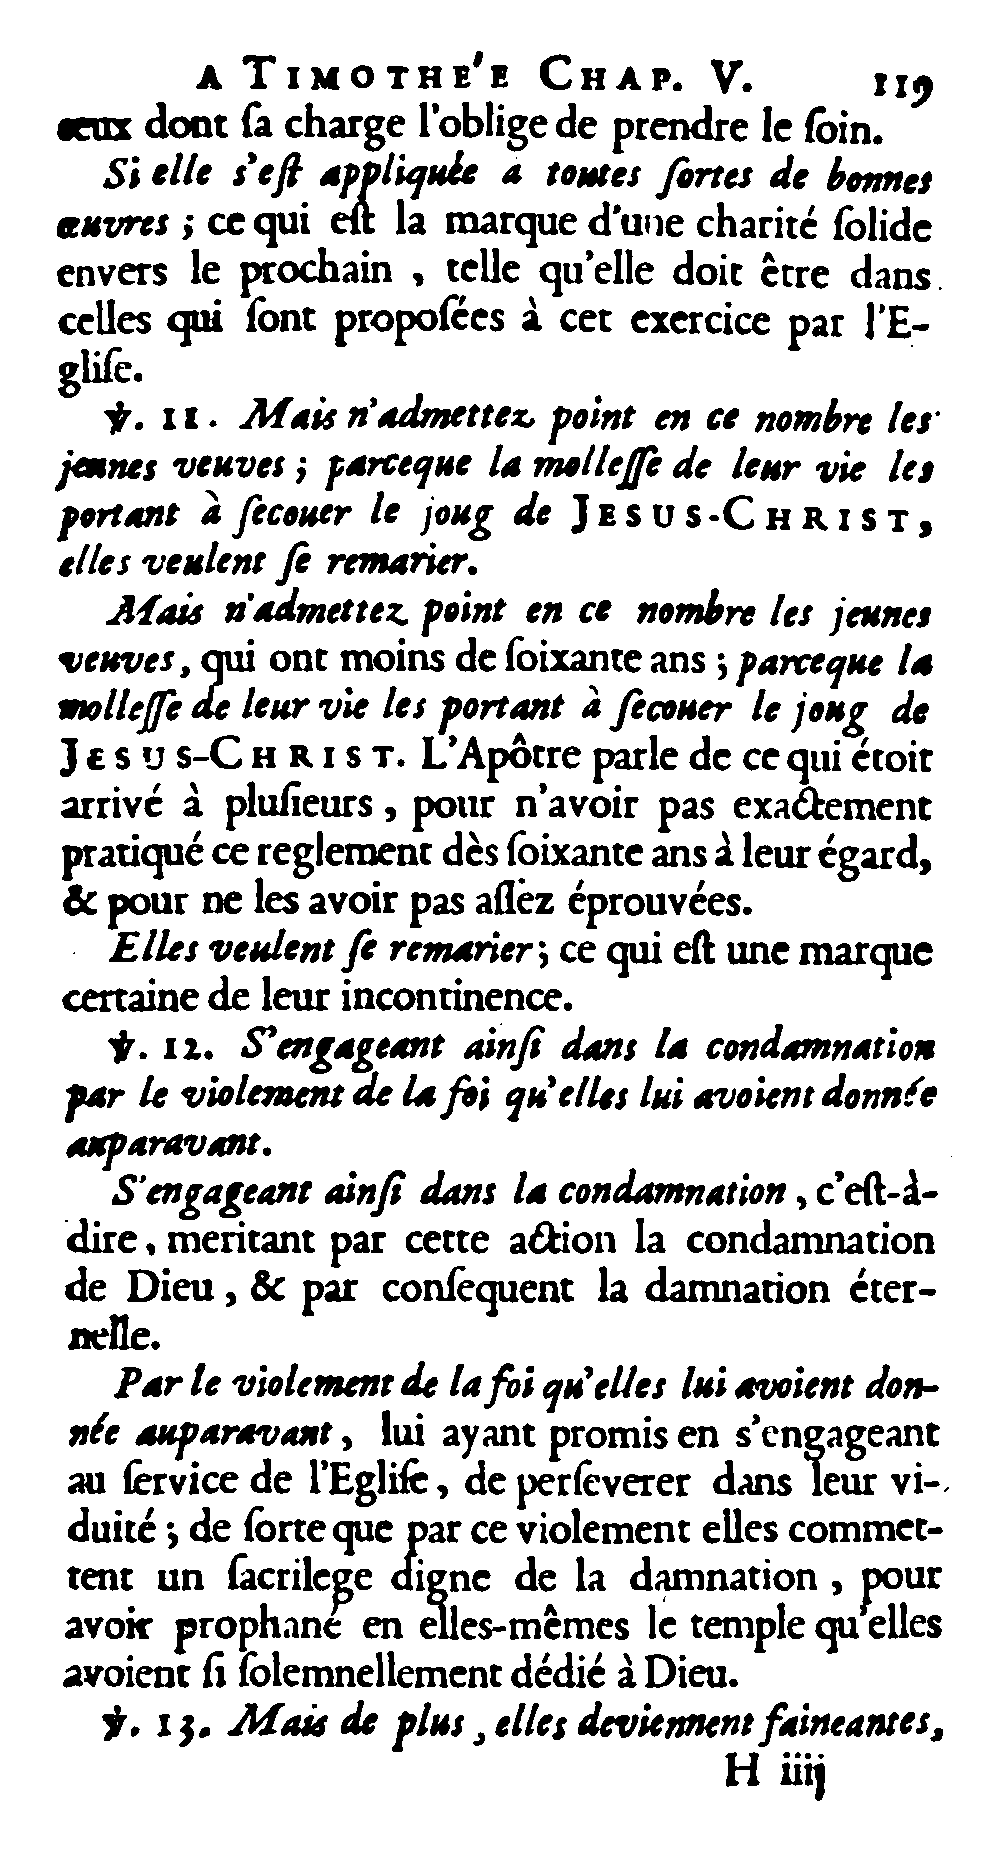 A TIMOTHE'E CHAP. V. 119
ceux dont ſa charge l'oblige de prendre le ſoin.
Si elle s'eſt appliquée a toutes ſortes de bonnes
œuvres ; ce qui eſt la marque d'une charité ſolide
envers le prochain , telle qu'elle doit être dans
celles qui ſont propoſées à cet exercice par l'E-
gliſe.
℣. 11. Mais n'admettez point en ce nombre les
jeunes veuves ; parceque la molleſſe de leur vie les
portant à ſecouer le joug de JESUS-CHRIST,
elles veulent ſe remarier.
Mais n'admettez point en ce nombre les jeunes
veuves, qui ont moins de ſoixante ans ; parceque la
molleſſe de leur vie les portant à ſecouer le joug de
JESUS-CHRIST. L'Apôtre parle de ce qui étoit
arrivé à pluſieurs , pour n'avoir pas exactement
pratiqué ce reglement dès ſoixante ans à leur égard,
& pour ne les avoir pas aſſez éprouvées.
Elles veulent ſe remarier ; ce qui eſt une marque
certaine de leur incontinence.
℣. 12. S'engageant ainſi dans la condamnation
par le violement de la foi qu'elles lui avoient donnée
auparavant.
S'engageant ainſi dans la condamnation , c'eſt-à-
dire, meritant par cette action la condamnation
de Dieu , & par conſequent la damnation éter-
nelle.
Par le violement de la foi qu'elles lui avoient don-
née auparavant , lui ayant promis en s'engageant
au ſervice de l'Egliſe, de perſeverer dans leur vi-
duité ; de ſorte que par ce violement elles commet-
tent un ſacrilege digne de la damnation , pour
avoir prophané en elles-mêmes le temple qu'elles
avoient ſi ſolemnellement dédié à Dieu.
℣. 13. Mais de plus , elles deviennent faineantes,
H iiij